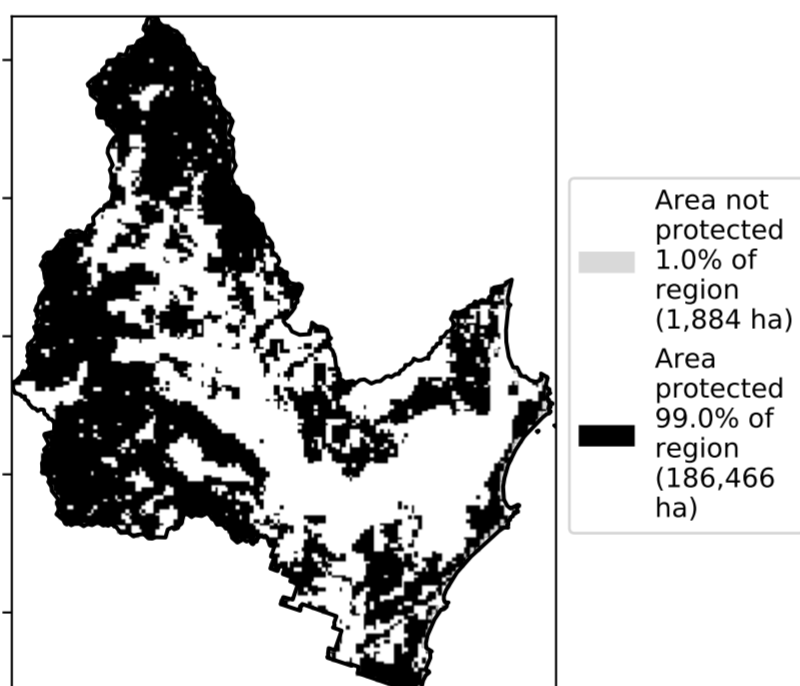 Area not
protected
1.0% of
region
(1,884 ha)
Area
protected
99.0% of
region
(186,466
ha)